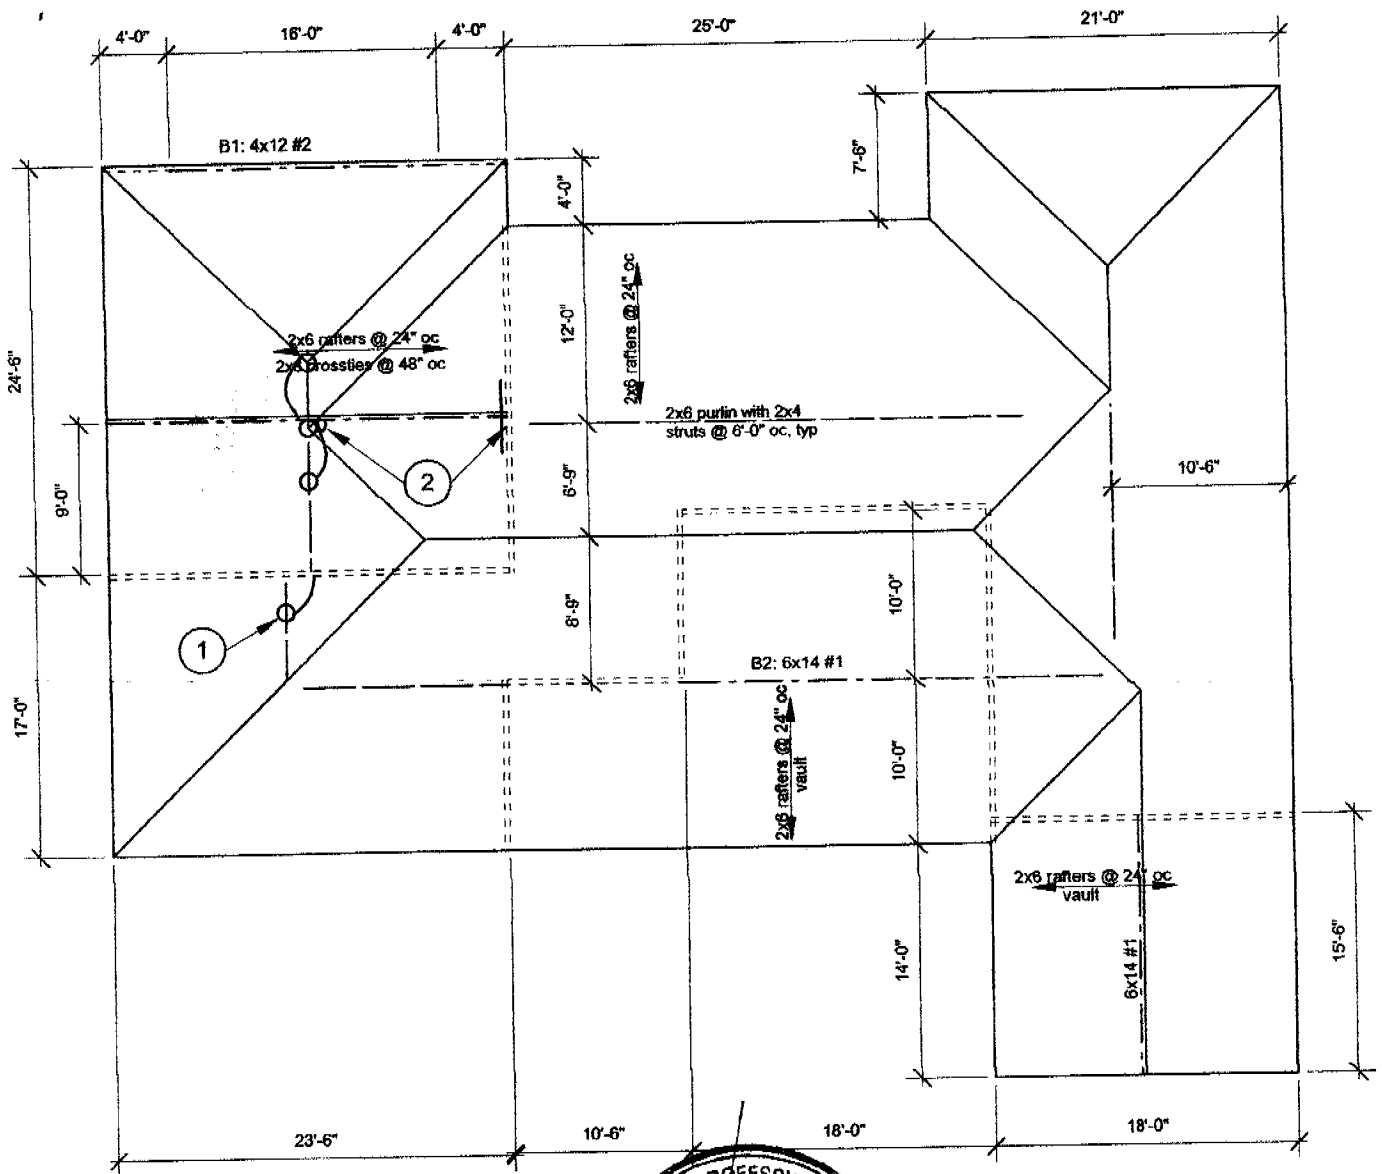 4'-0"
16'-0"
4'-0"
25'-0"
21'-0"
B1: 4x12 #2
7'-6"
4'-0"
2x6 rafters @ 24" oc
2x6 crossties @ 48" oc
2x6 rafters @ 24" oc
12'-0"
24'-6"
2x6 purlin with 2x4
struts @ 6'-0" oc, typ
9'-0"
2
6'-9"
10'-6"
10'-0"
8'-9"
1
B2: 6x14 #1
17'-0"
2x6 rafters @ 24" oc
vault
10'-0"
2x6 rafters @ 24" oc
vault
14'-0"
6x14 #1
15'-6"
23'-6"
10'-6"
18'-0"
18'-0"